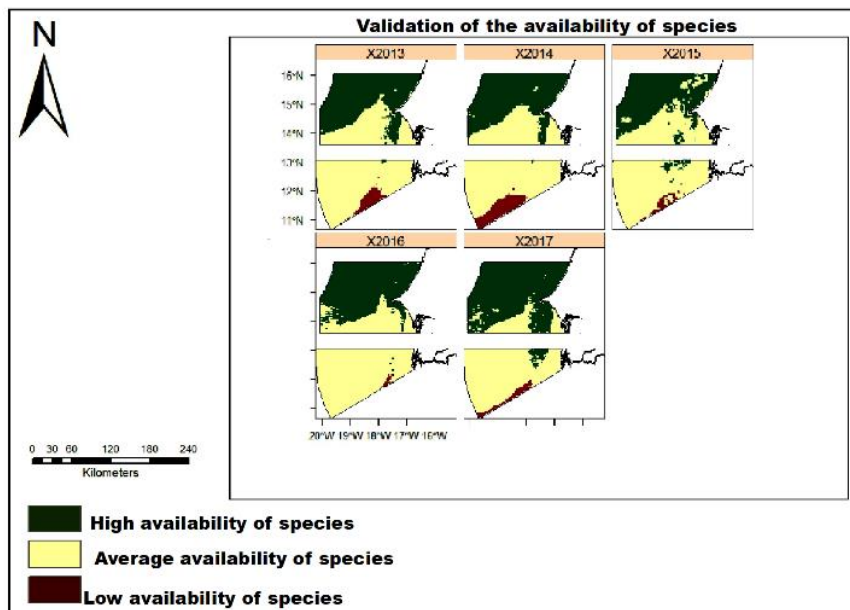 Validation of the availability of species
N
X2013 X2014 X2015
16°N
15°N
14°N
13°N
12°N
11°N
X2016 X2017
20°W 19°W 18°W 17°W 16°W
0 30 60 120 180 240
Kilometers
High availability of species
Average availability of species
Low availability of species